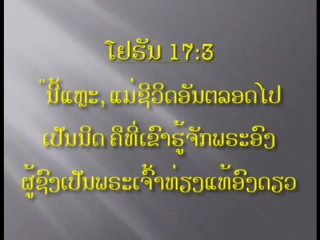 ໂຢຮັນ 17:3
"ນີ້ແຫຼະ, ແມ່ຊີວິດອັນຕລອດໄປ
ເປັນນິດ ຄືທີ່ເຂົາຮູ້ຈັກພຣະອົງ
ຜູ້ຊົງເປັນພຣະເຈົ້າທ່ຽງແທ້ອົງດຽວ